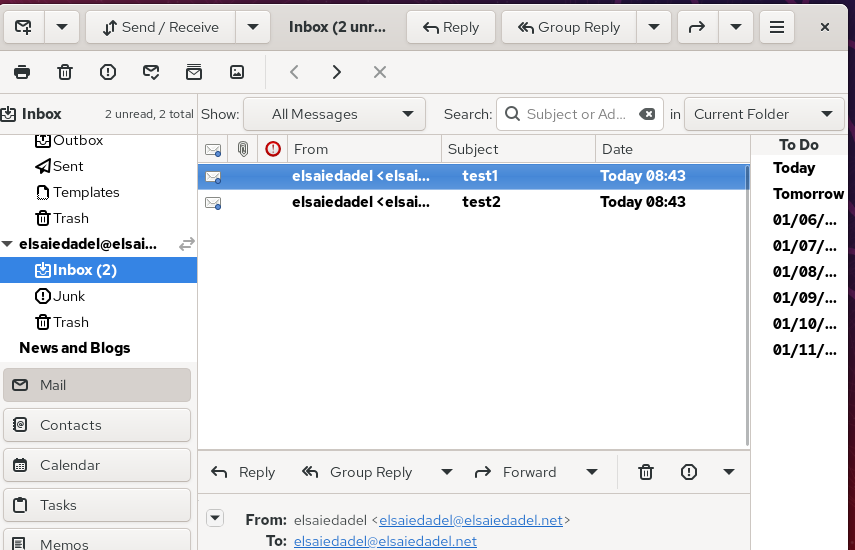 Send / Receive
Inbox (2 unr...
Reply
Group Reply
Inbox
2 unread, 2 total
Show:
All Messages
Search:
Subject or Ad...
in
Current Folder
Outbox
Sent
Templates
Trash
elsaiedadel@elsai...
Inbox (2)
Junk
Trash
News and Blogs
Mail
Contacts
Calendar
Tasks
Memos
From
Subject
Date
elsaiedadel <elsai...
test1
Today 08:43
elsaiedadel <elsai...
test2
Today 08:43
To Do
Today
Tomorrow
01/06/...
01/07/...
01/08/...
01/09/...
01/10/...
01/11/...
Reply
Group Reply
Forward
From: elsaiedadel <elsaiedadel@elsaiedadel.net>
To: elsaiedadel@elsaiedadel.net